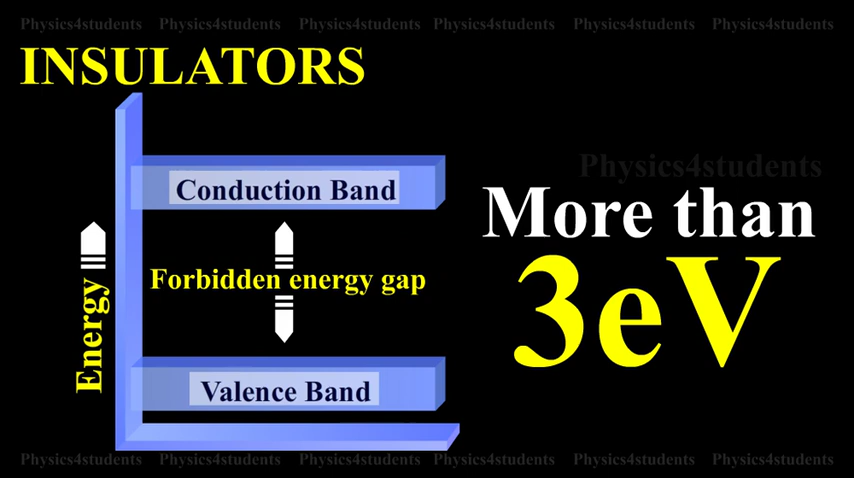 Physics4students Physics4students Physics4students Physics4students Physics4students Physics4students
INSULATORS
Conduction Band
Forbidden energy gap
Energy
Valence Band
Physics4students
More than
3eV
Physics4students Physics4students Physics4students Physics4students Physics4students Physics4students